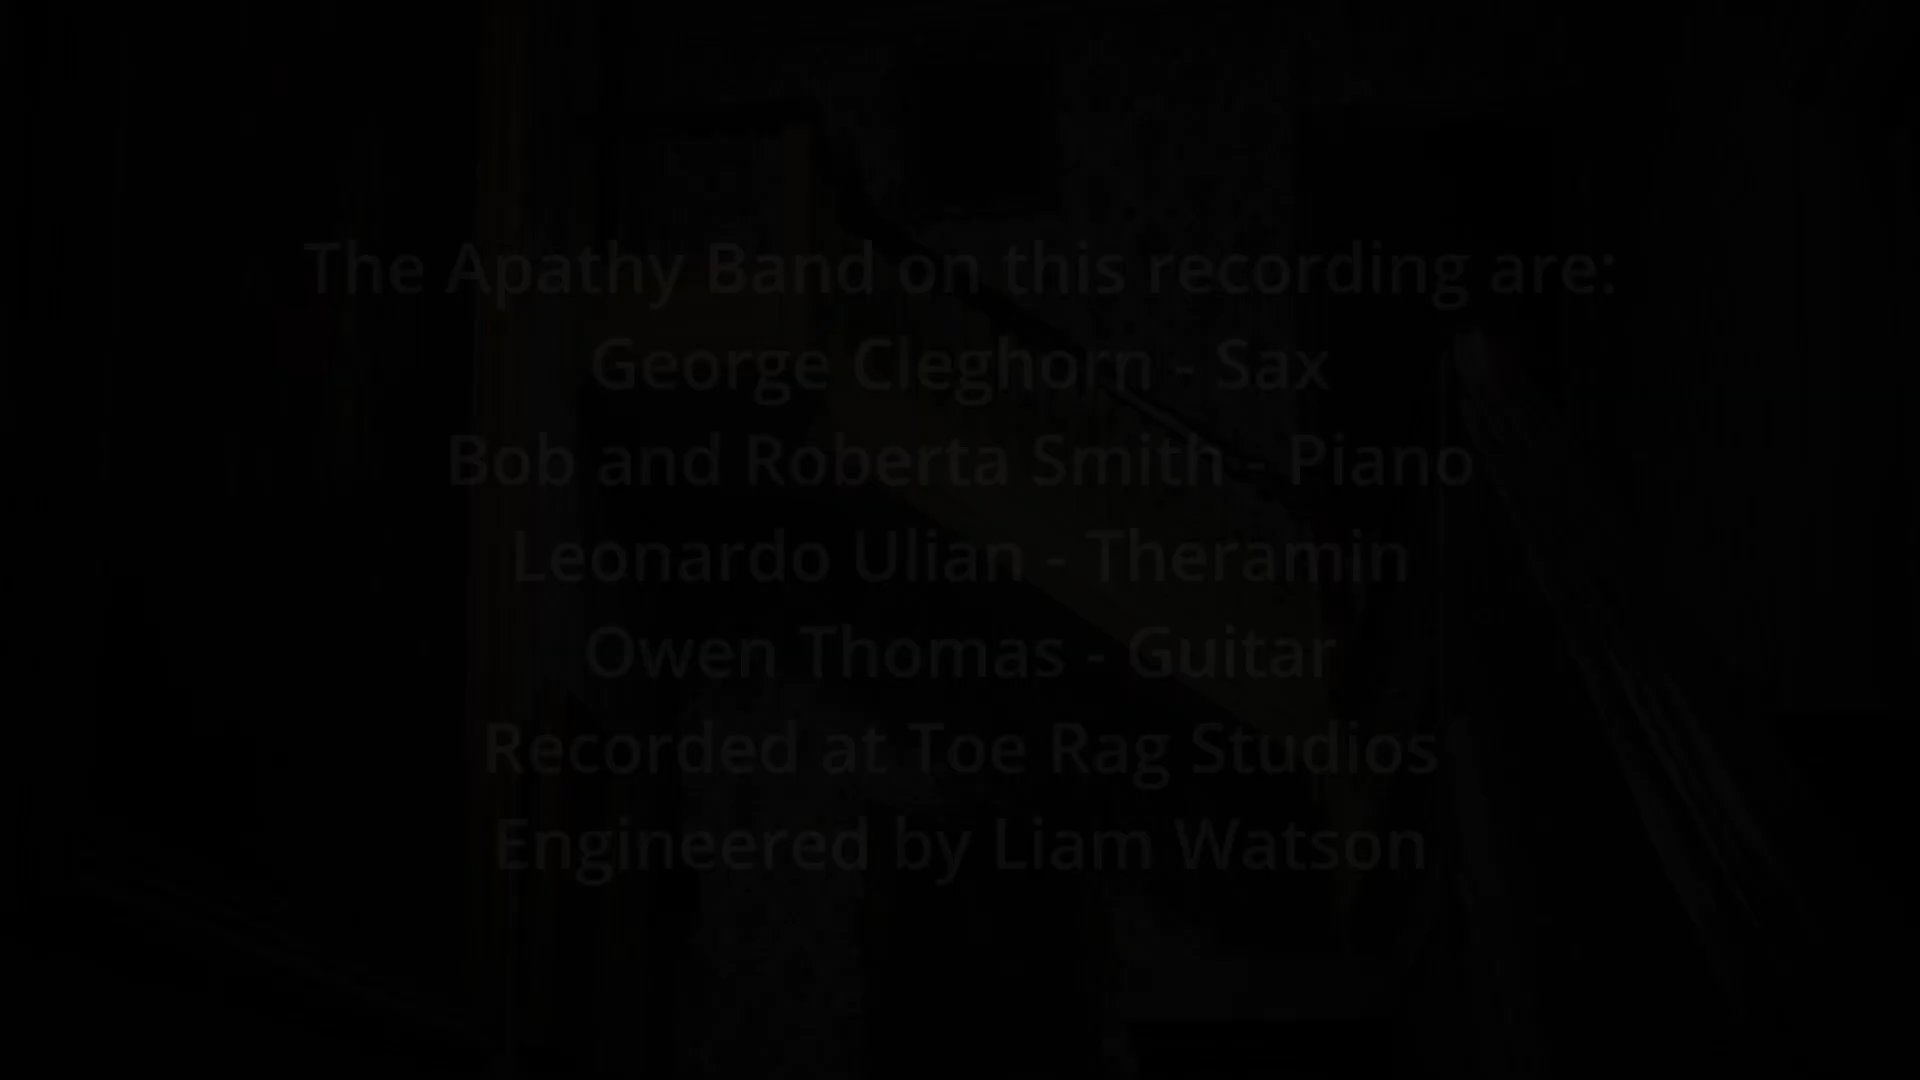 The Apathy Band on this recording are:
George Cleghorn - Sax
Bob and Roberta Smith - Piano
Leonardo Ulian - Theramin
Owen Thomas - Guitar
Recorded at Toe Rag Studios
Engineered by Liam Watson